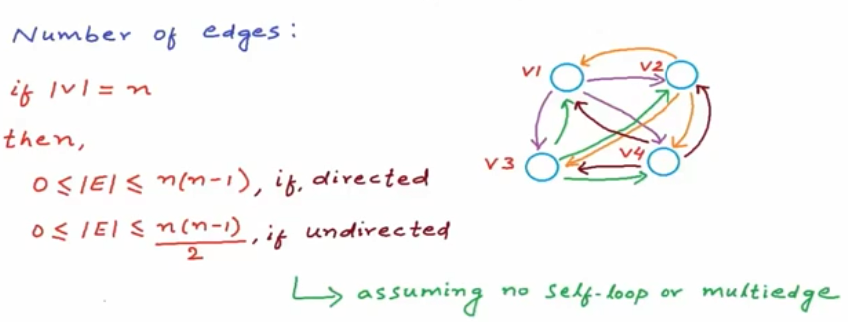 Number of edges:
if |V| = n
then,
0 ≤ |E| ≤ n(n-1), if, directed
0 ≤ |E| ≤ n(n-1)/2, if undirected
↳ assuming no self-loop or multiedge
V1
V2
V3
V4